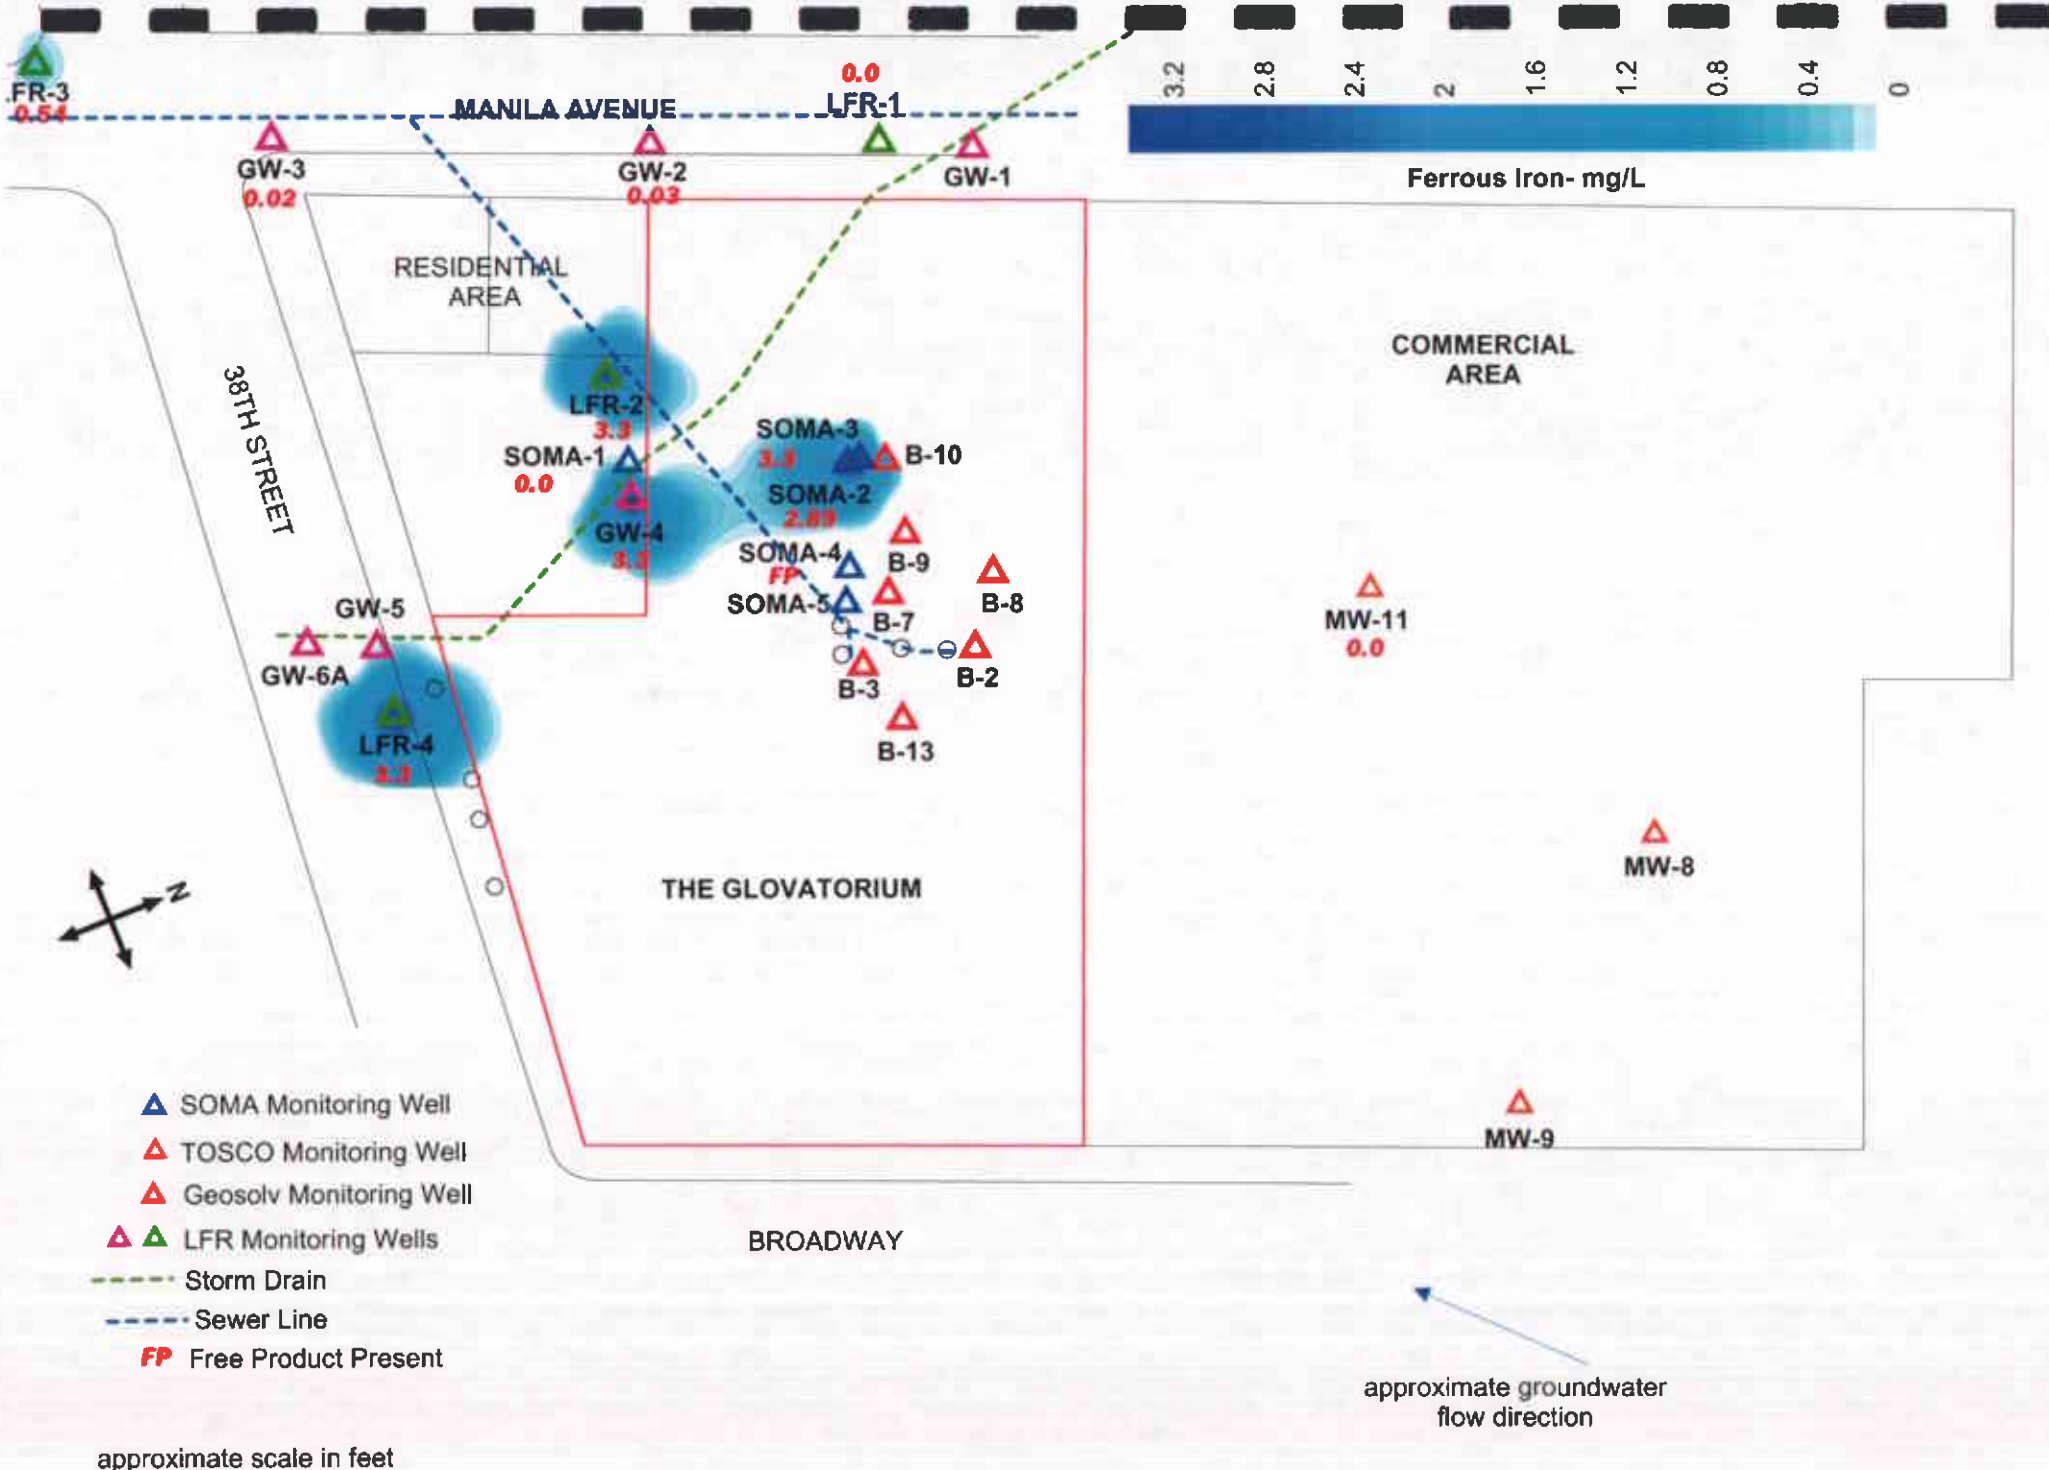 3.2
2.8
2.4
2
1.6
1.2
0.8
0.4
0
Ferrous Iron- mg/L
.FR-3
0.54
MANILA AVENUE
0.0
LFR-1
GW-3
0.02
GW-2
0.03
GW-1
RESIDENTIAL
AREA
COMMERCIAL
AREA
38TH STREET
LFR-2
3.3
SOMA-1
0.0
SOMA-3
3.3
B-10
SOMA-2
2.89
GW-4
3.3
SOMA-4
FP
B-9
SOMA-5
B-7
B-8
GW-5
GW-6A
MW-11
0.0
B-3
B-2
LFR-4
3.3
B-13
MW-8
THE GLOVATORIUM
N
SOMA Monitoring Well
TOSCO Monitoring Well
Geosolv Monitoring Well
LFR Monitoring Wells
Storm Drain
Sewer Line
FP Free Product Present
MW-9
BROADWAY
approximate groundwater
flow direction
approximate scale in feet